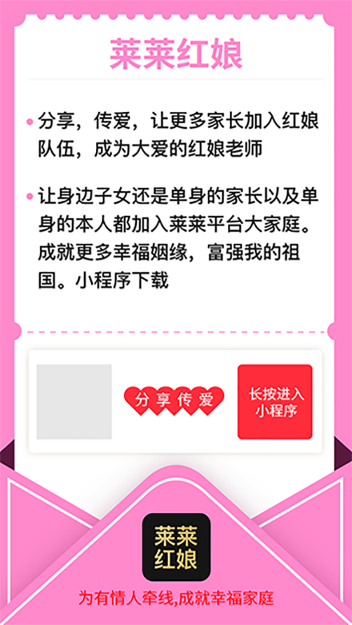 莱莱红娘
分享，传爱，让更多家长加入红娘
队伍，成为大爱的红娘老师
让身边子女还是单身的家长以及单
身的本人都加入莱莱平台大家庭。
成就更多幸福姻缘，富强我的祖
国。小程序下载
分享传爱
长按进入
小程序
莱莱
红娘
为有情人牵线,成就幸福家庭